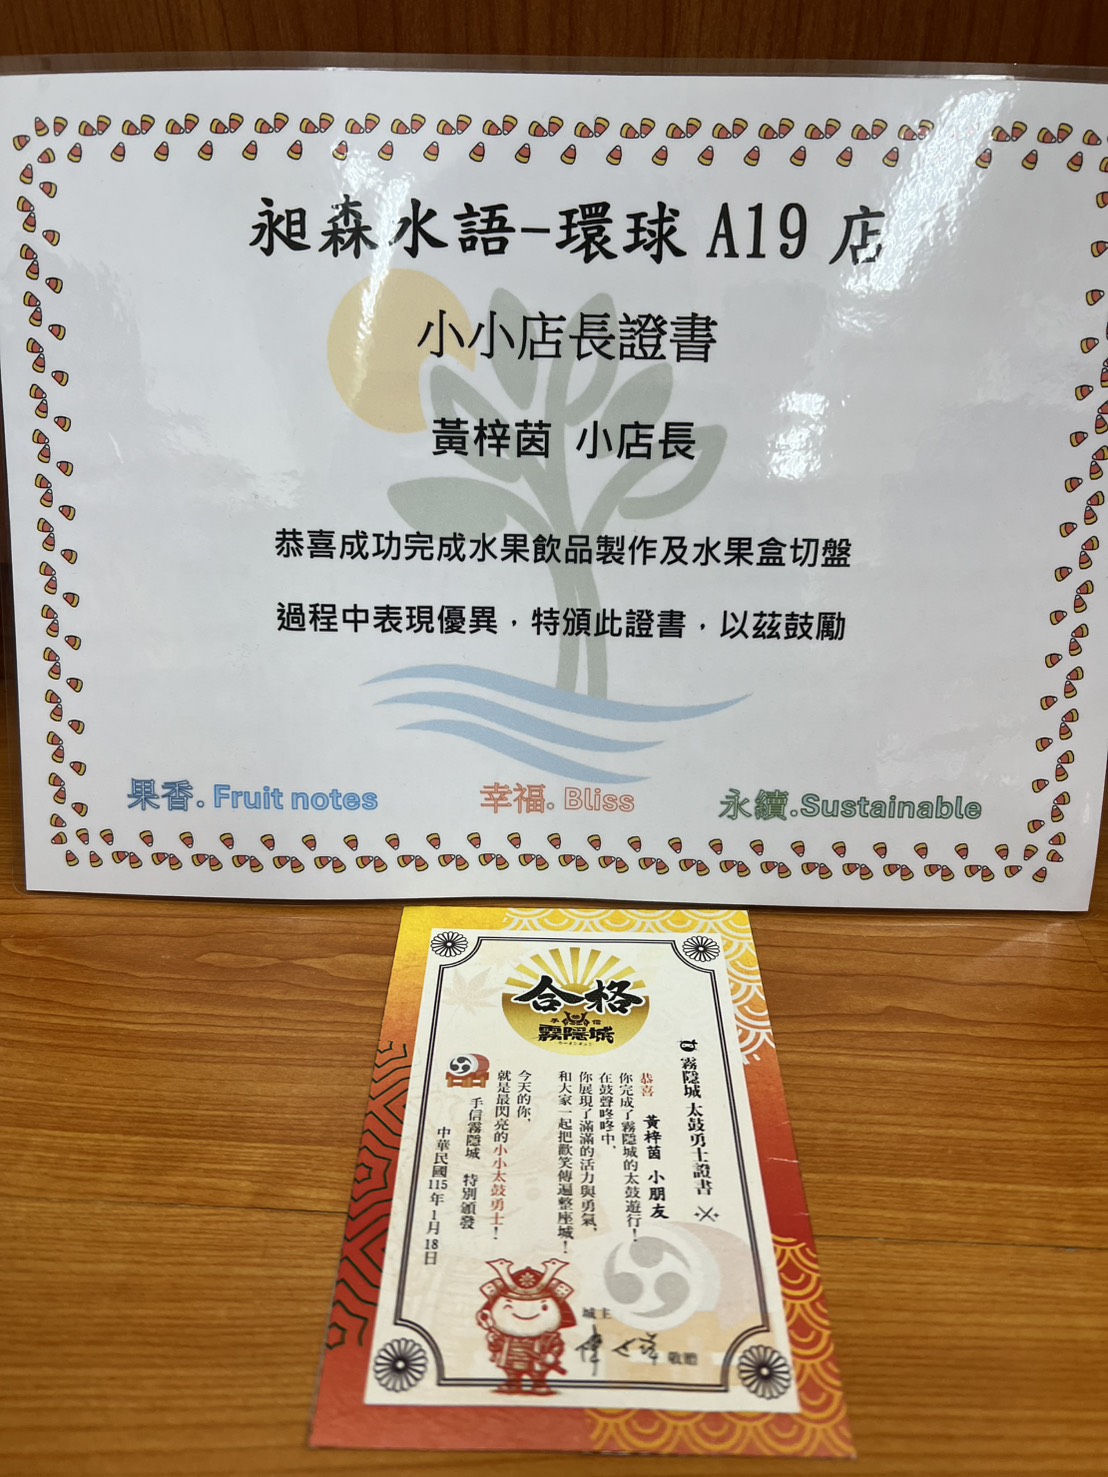 昶森水語-環球 A19 店
小小店長證書
黃梓茵 小店長
恭喜成功完成水果飲品製作及水果盒切盤
過程中表現優異，特頒此證書，以茲鼓勵
果香. Fruit notes
幸福. Bliss
永續.Sustainable
合格
手信
霧隱城
霧隱城 太鼓勇士證書
恭喜 黃梓茵 小朋友
你完成了霧隱城的太鼓遊行！
在鼓聲咚咚中，
你展現了滿滿的活力與勇氣，
和大家一起把歡笑傳遍整座城！
今天的你，
就是最閃亮的小小太鼓勇士！
手信霧隱城 特別頒發
中華民國115年1月18日
城主
敬贈